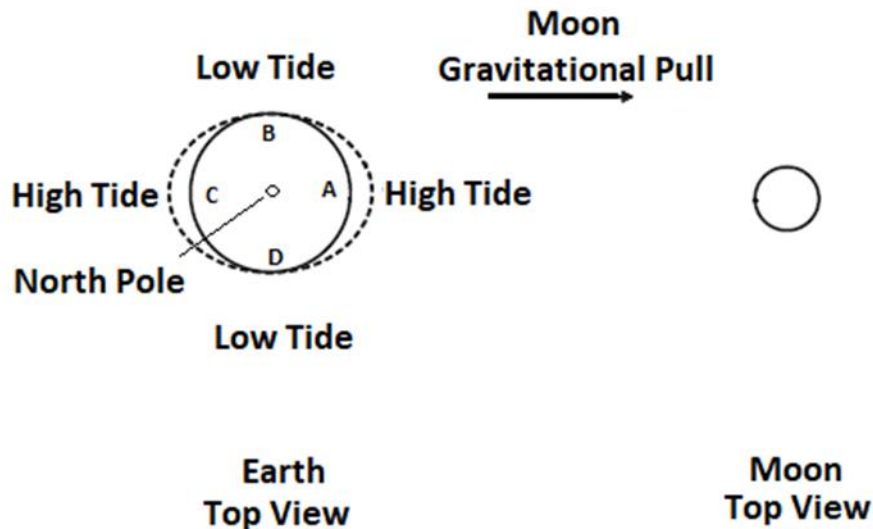 Moon
Gravitational Pull
Low Tide
B
High Tide
C
A
High Tide
D
North Pole
Low Tide
Earth
Top View
Moon
Top View